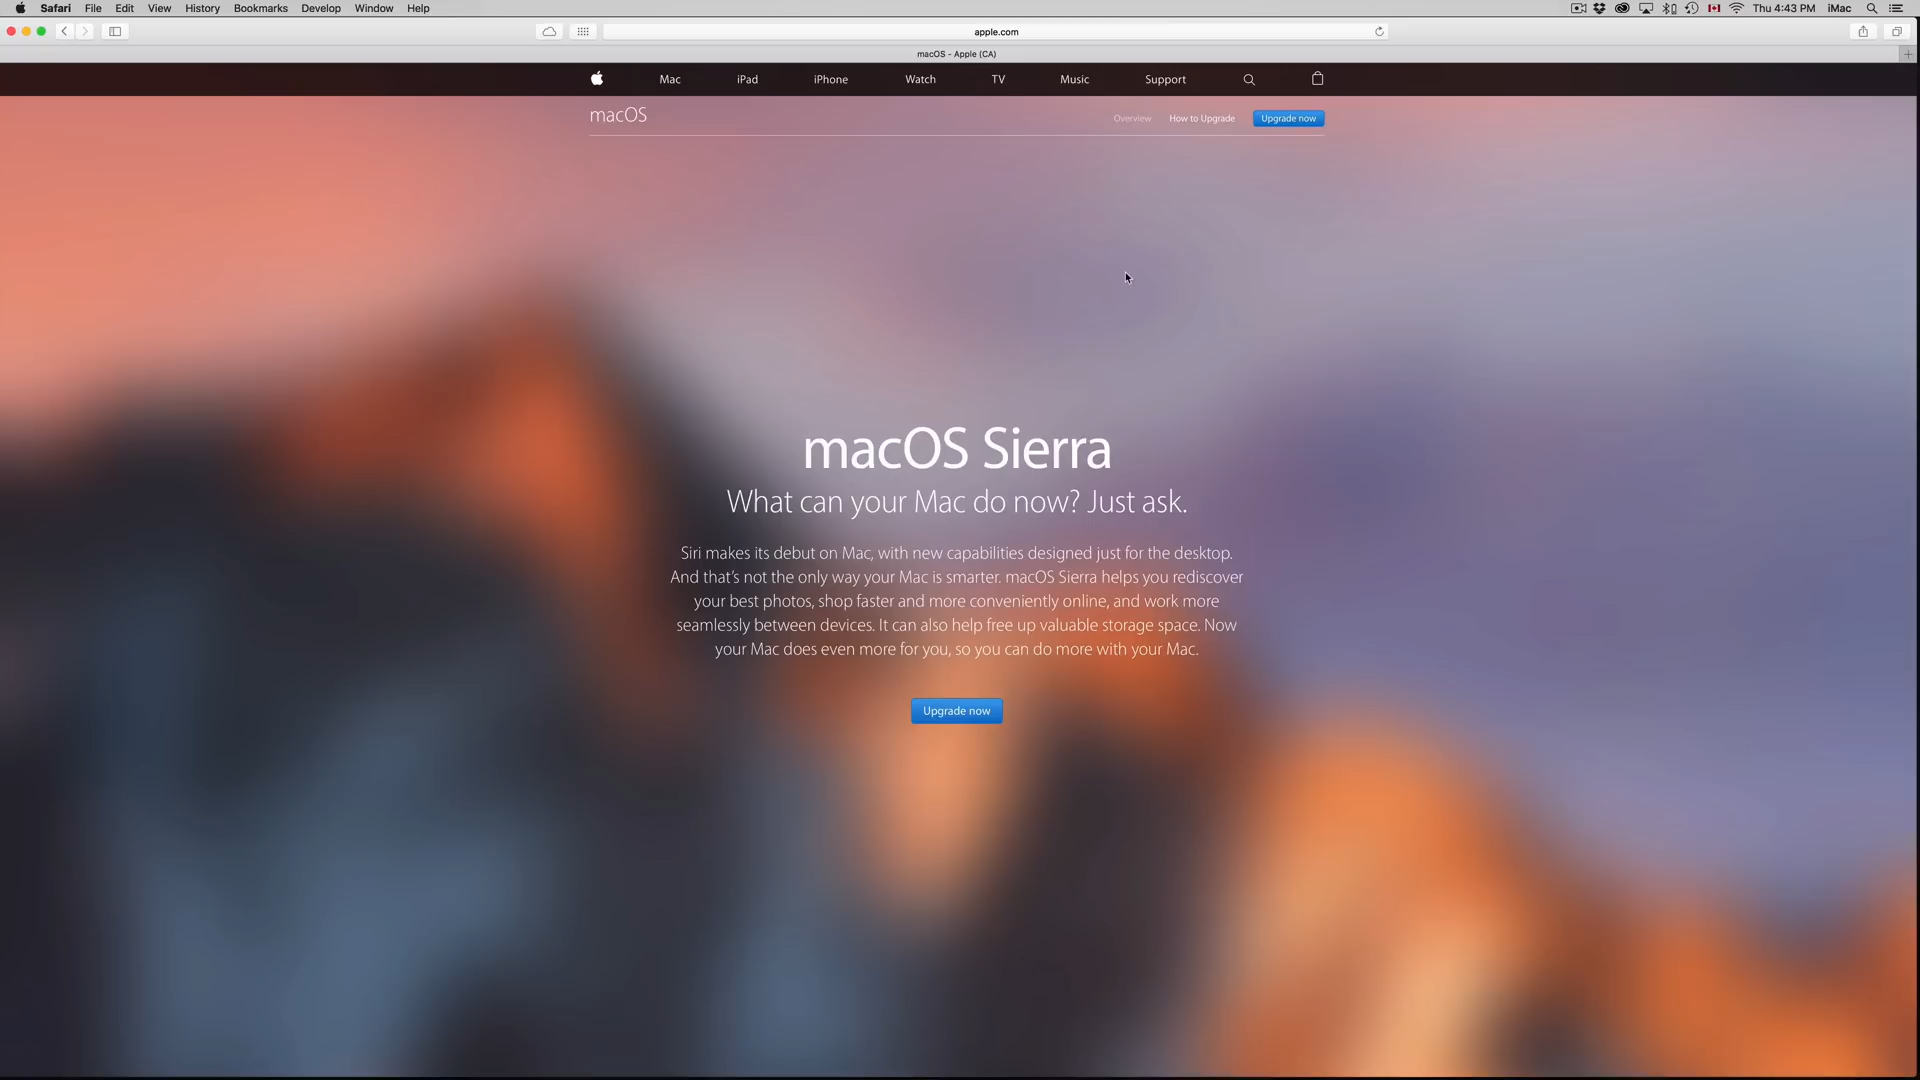 Safari File Edit View History Bookmarks Develop Window Help
Thu 4:43 PM iMac
apple.com
macOS - Apple (CA)
Mac iPad iPhone Watch TV Music Support
macOS
Overview How to Upgrade Upgrade now
macOS Sierra
What can your Mac do now? Just ask.
Siri makes its debut on Mac, with new capabilities designed just for the desktop.
And that’s not the only way your Mac is smarter. macOS Sierra helps you rediscover
your best photos, shop faster and more conveniently online, and work more
seamlessly between devices. It can also help free up valuable storage space. Now
your Mac does even more for you, so you can do more with your Mac.
Upgrade now